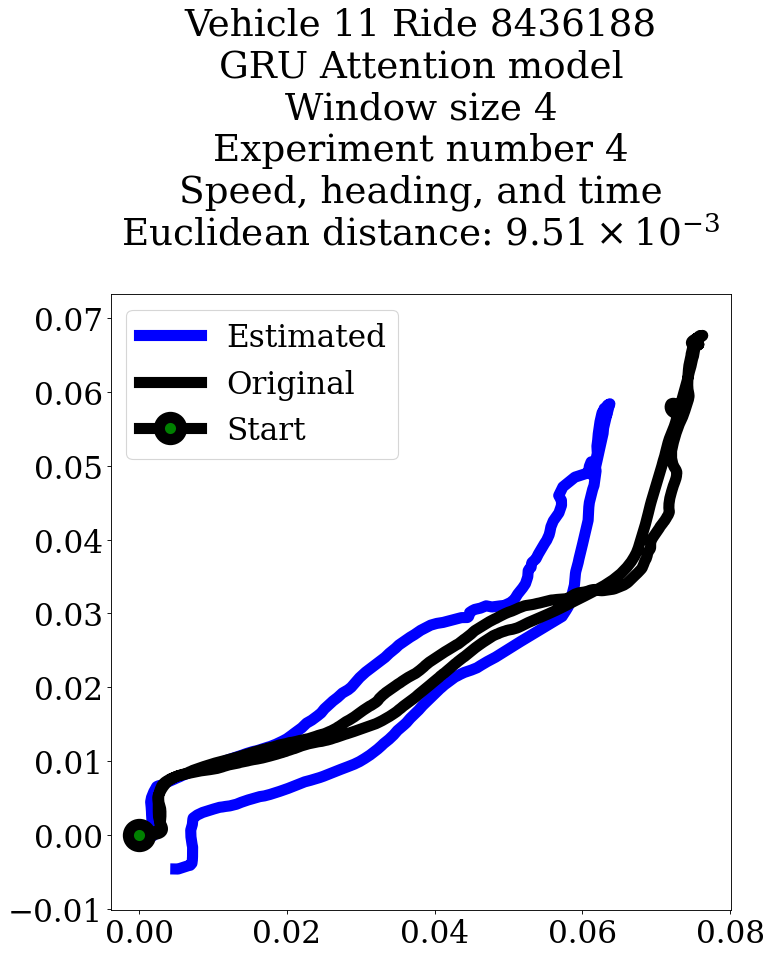 Vehicle 11 Ride 8436188
GRU Attention model
Window size 4
Experiment number 4
Speed, heading, and time
Euclidean distance: 9.51 × 10⁻³
Estimated
Original
Start
0.07
0.06
0.05
0.04
0.03
0.02
0.01
0.00
−0.01
0.00 0.02 0.04 0.06 0.08